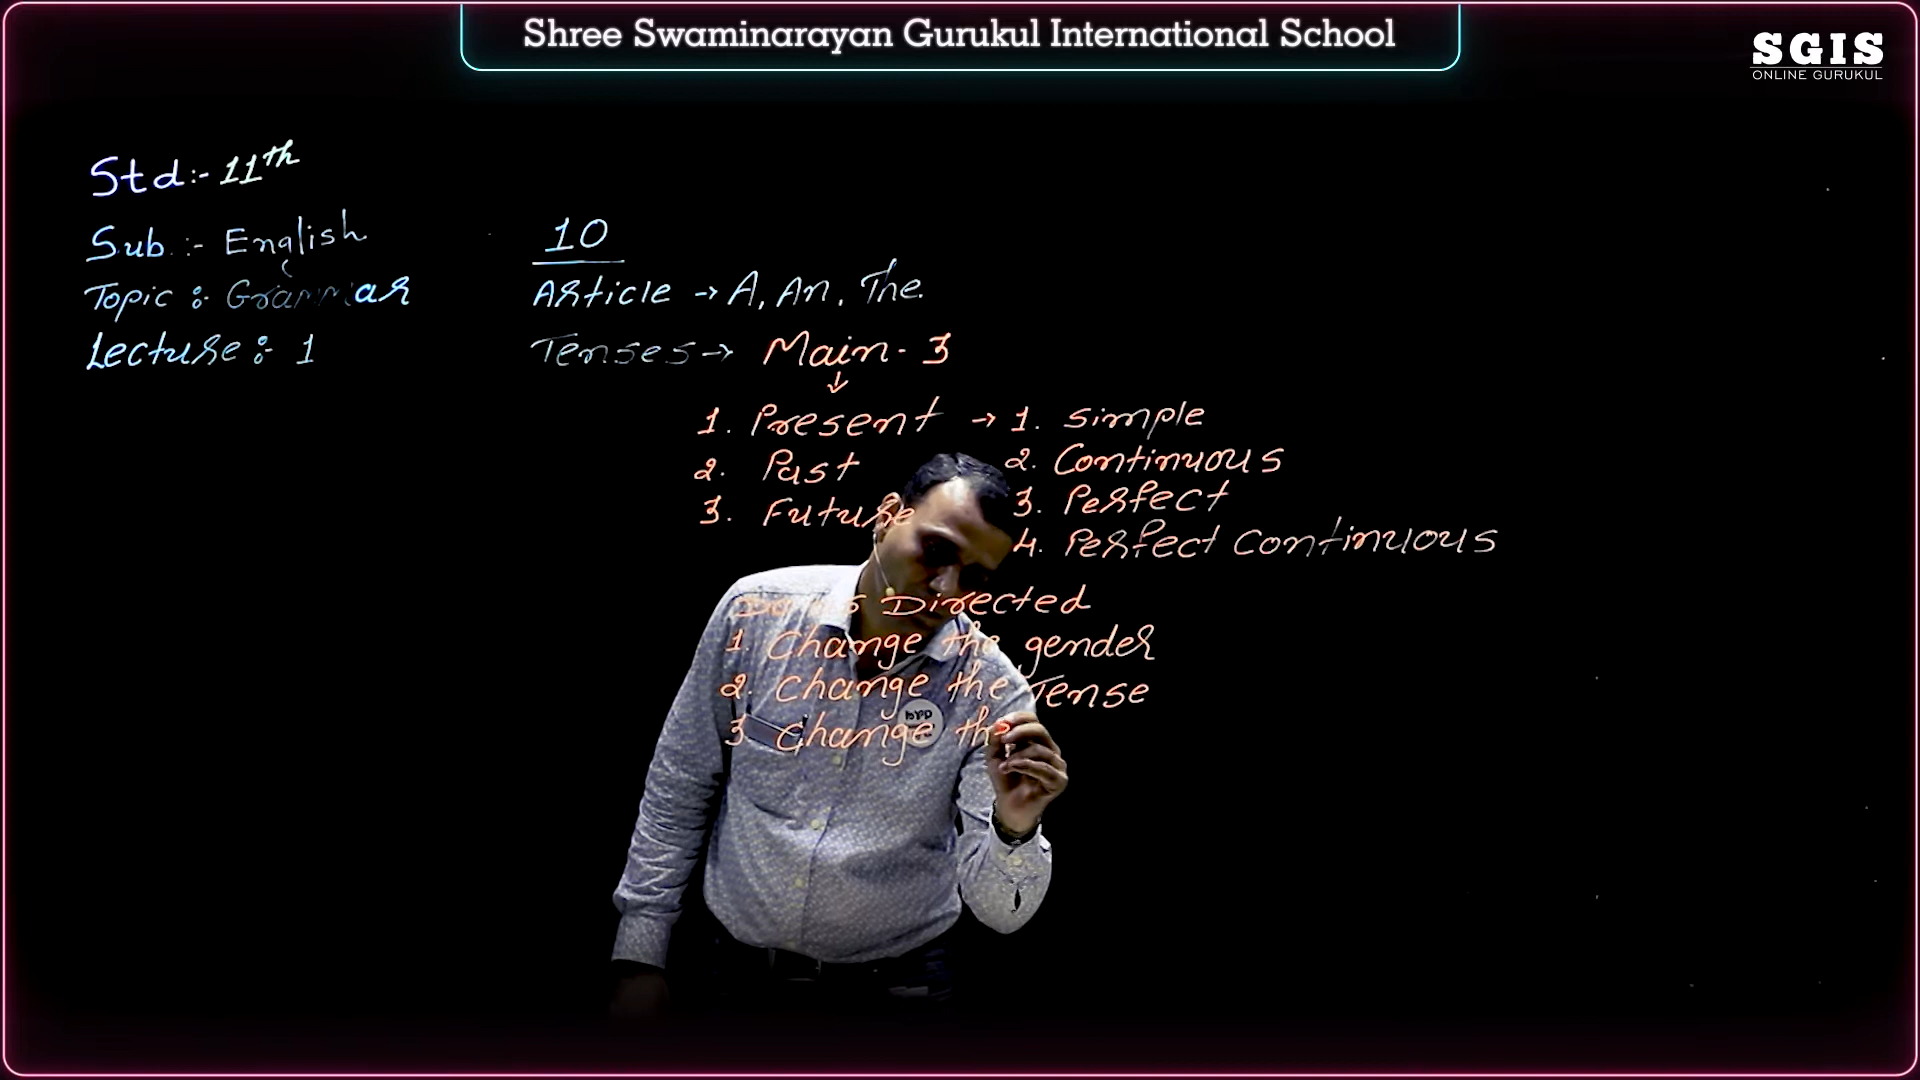 Shree Swaminarayan Gurukul International School
SGIS
ONLINE GURUKUL
Std:- 11th
Sub:- English
Topic :- Grammar
Lecture :- 1
10
Article → A, An, The.
Tenses → Main - 3
↓
1. Present → 1. Simple
2. Past 2. Continuous
3. Future 3. Perfect
4. Perfect Continuous
Directed
1. Change the gender
2. Change the Tense
3 Change the